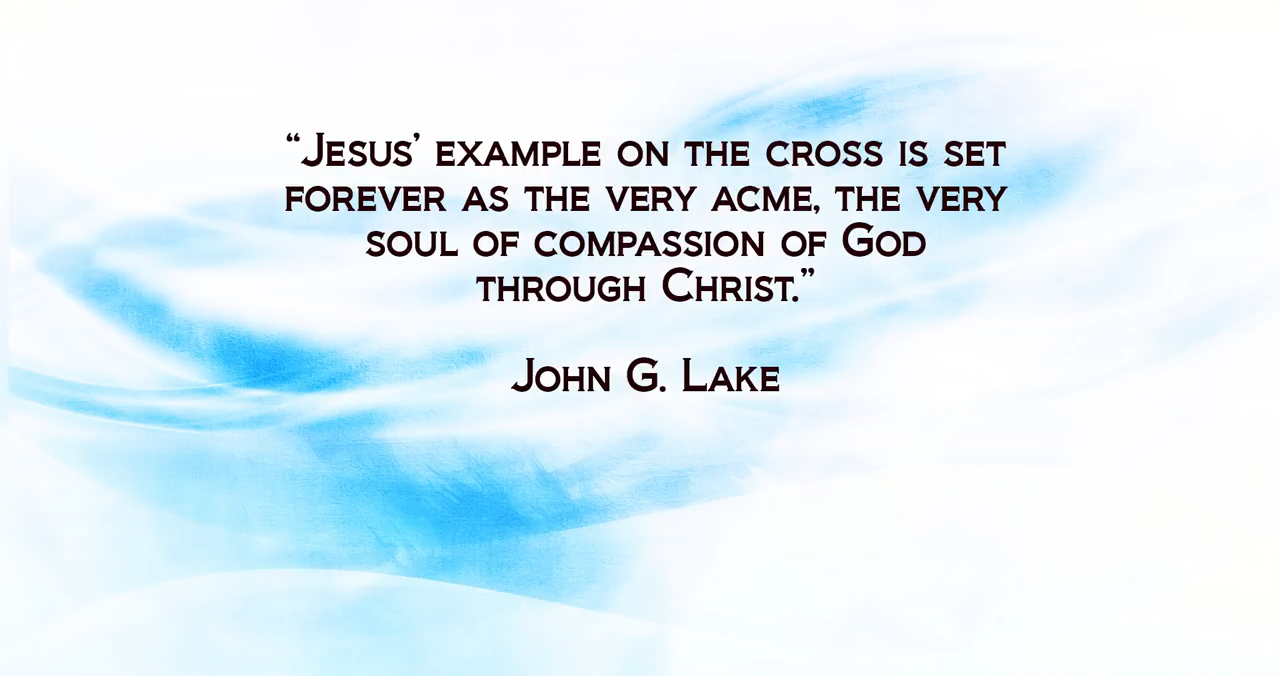 “Jesus’ example on the cross is set
forever as the very acme, the very
soul of compassion of God
through Christ.”
John G. Lake